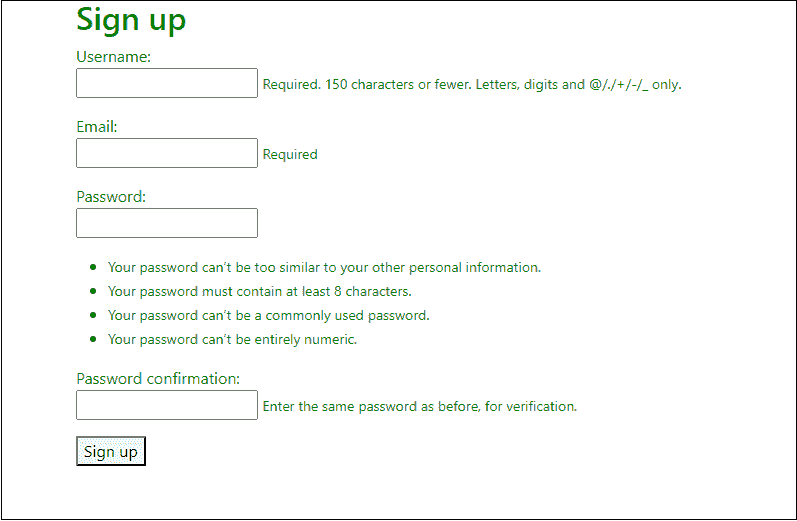 Sign up
Username:
Required. 150 characters or fewer. Letters, digits and @/./+/-/_ only.
Email:
Required
Password:
Your password can't be too similar to your other personal information.
Your password must contain at least 8 characters.
Your password can't be a commonly used password.
Your password can't be entirely numeric.
Password confirmation:
Enter the same password as before, for verification.
Sign up